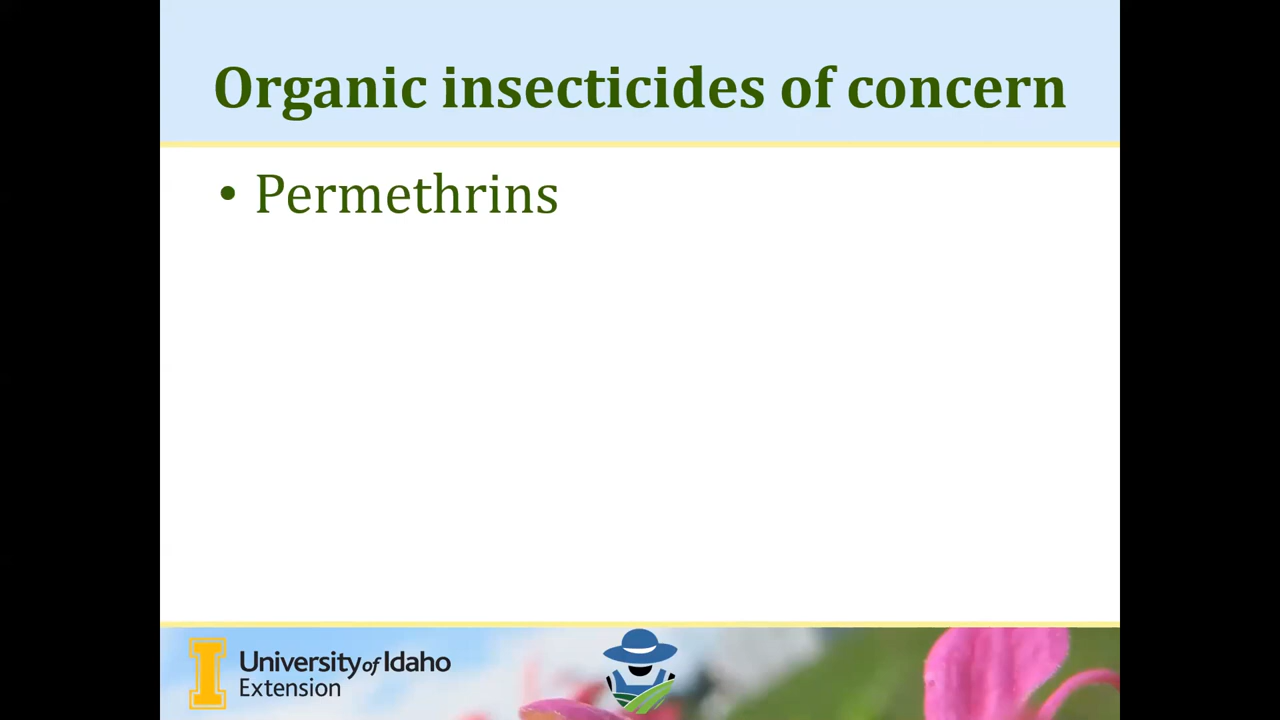 Organic insecticides of concern
• Permethrins
University of Idaho
Extension